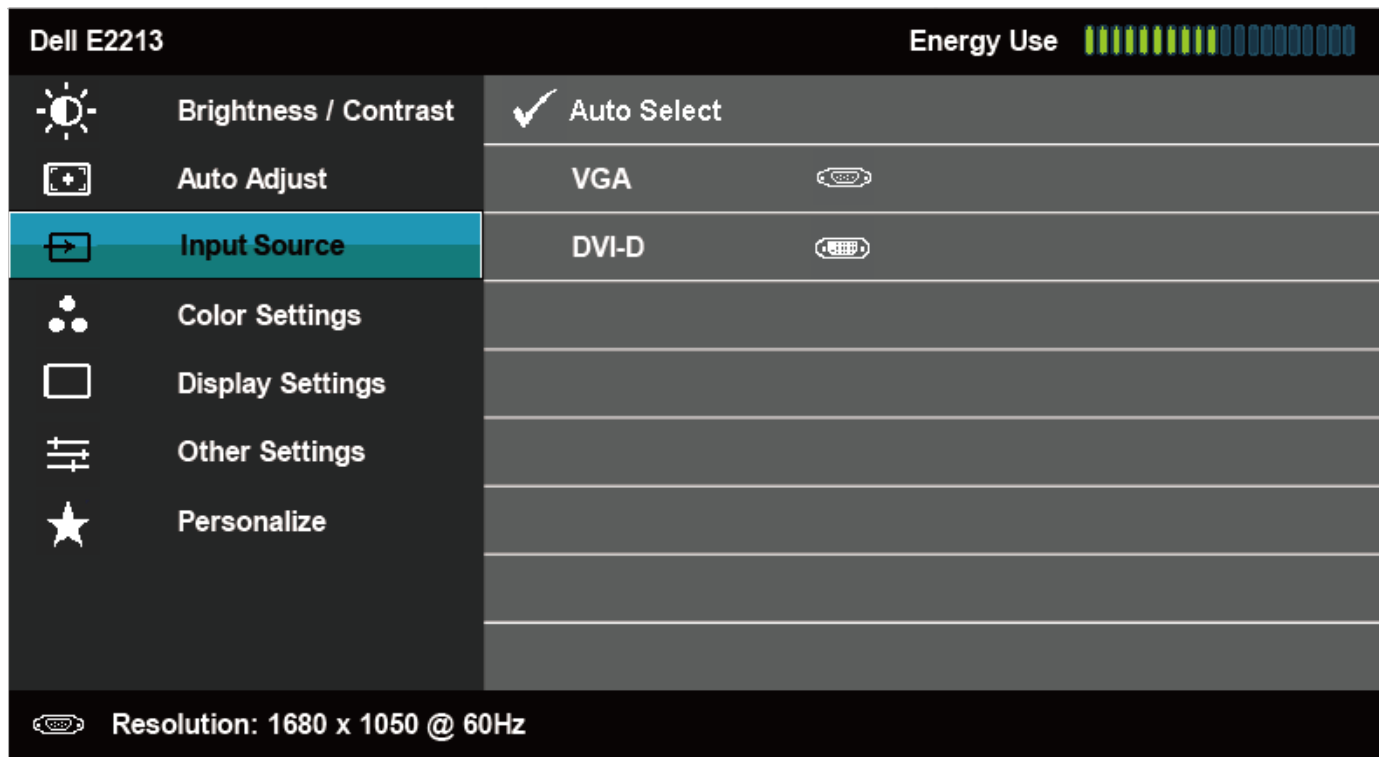 Dell E2213 Energy Use
Brightness / Contrast Auto Select
Auto Adjust VGA
Input Source DVI-D
Color Settings
Display Settings
Other Settings
Personalize
Resolution: 1680 x 1050 @ 60Hz